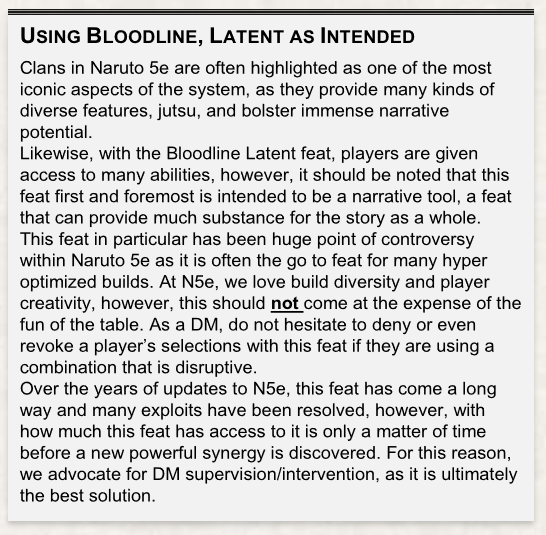 USING BLOODLINE, LATENT AS INTENDED
Clans in Naruto 5e are often highlighted as one of the most
iconic aspects of the system, as they provide many kinds of
diverse features, jutsu, and bolster immense narrative
potential.
Likewise, with the Bloodline Latent feat, players are given
access to many abilities, however, it should be noted that this
feat first and foremost is intended to be a narrative tool, a feat
that can provide much substance for the story as a whole.
This feat in particular has been huge point of controversy
within Naruto 5e as it is often the go to feat for many hyper
optimized builds. At N5e, we love build diversity and player
creativity, however, this should not come at the expense of the
fun of the table. As a DM, do not hesitate to deny or even
revoke a player's selections with this feat if they are using a
combination that is disruptive.
Over the years of updates to N5e, this feat has come a long
way and many exploits have been resolved, however, with
how much this feat has access to it is only a matter of time
before a new powerful synergy is discovered. For this reason,
we advocate for DM supervision/intervention, as it is ultimately
the best solution.